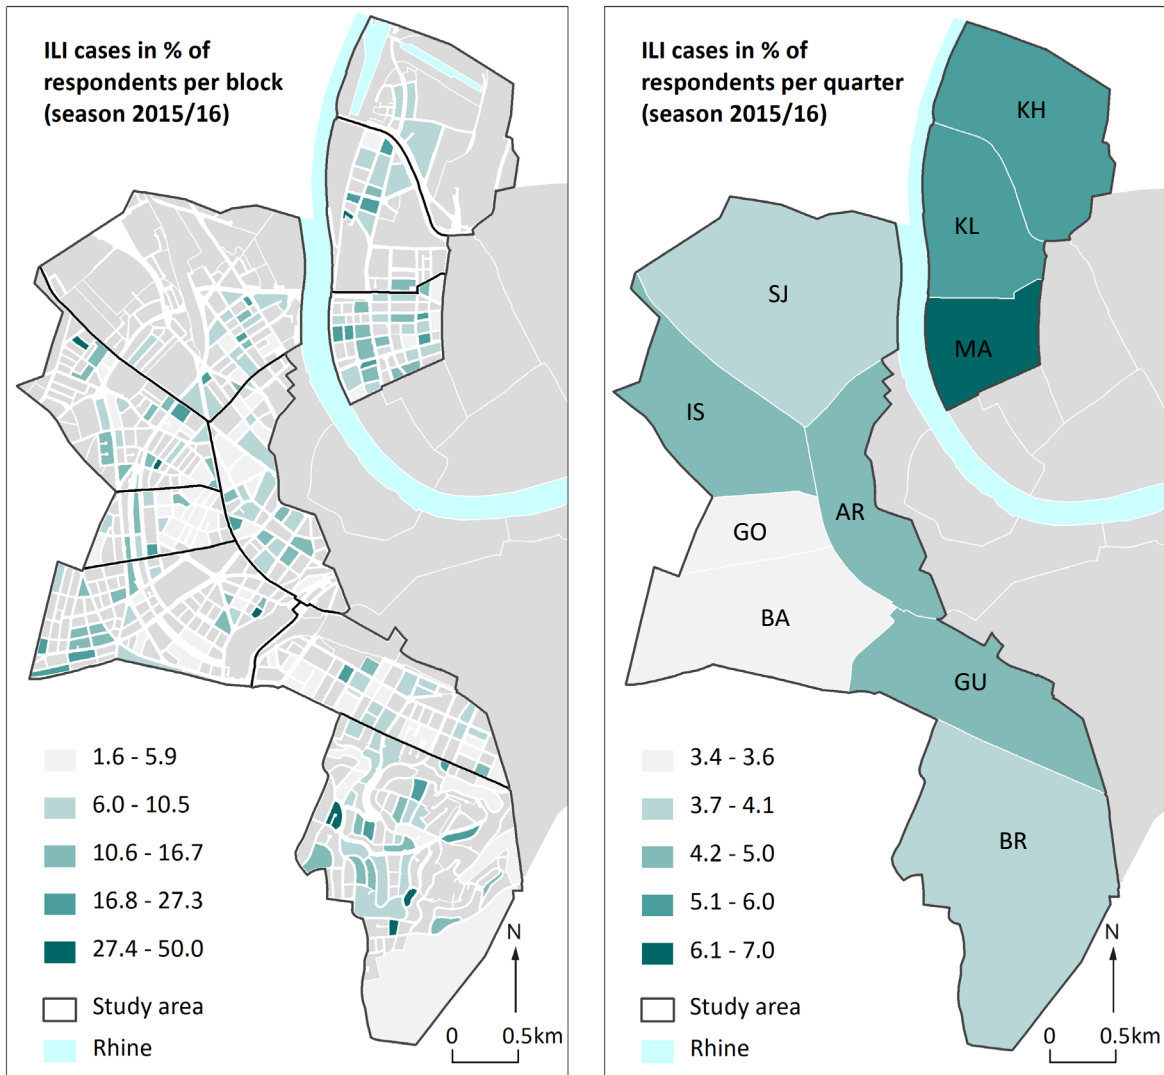 ILI cases in % of
respondents per block
(season 2015/16)
1.6 - 5.9
6.0 - 10.5
10.6 - 16.7
16.8 - 27.3
27.4 - 50.0
Study area
Rhine
N
0 0.5km
ILI cases in % of
respondents per quarter
(season 2015/16)
KH
KL
SJ
MA
IS
AR
GO
BA
GU
BR
3.4 - 3.6
3.7 - 4.1
4.2 - 5.0
5.1 - 6.0
6.1 - 7.0
Study area
Rhine
N
0 0.5km